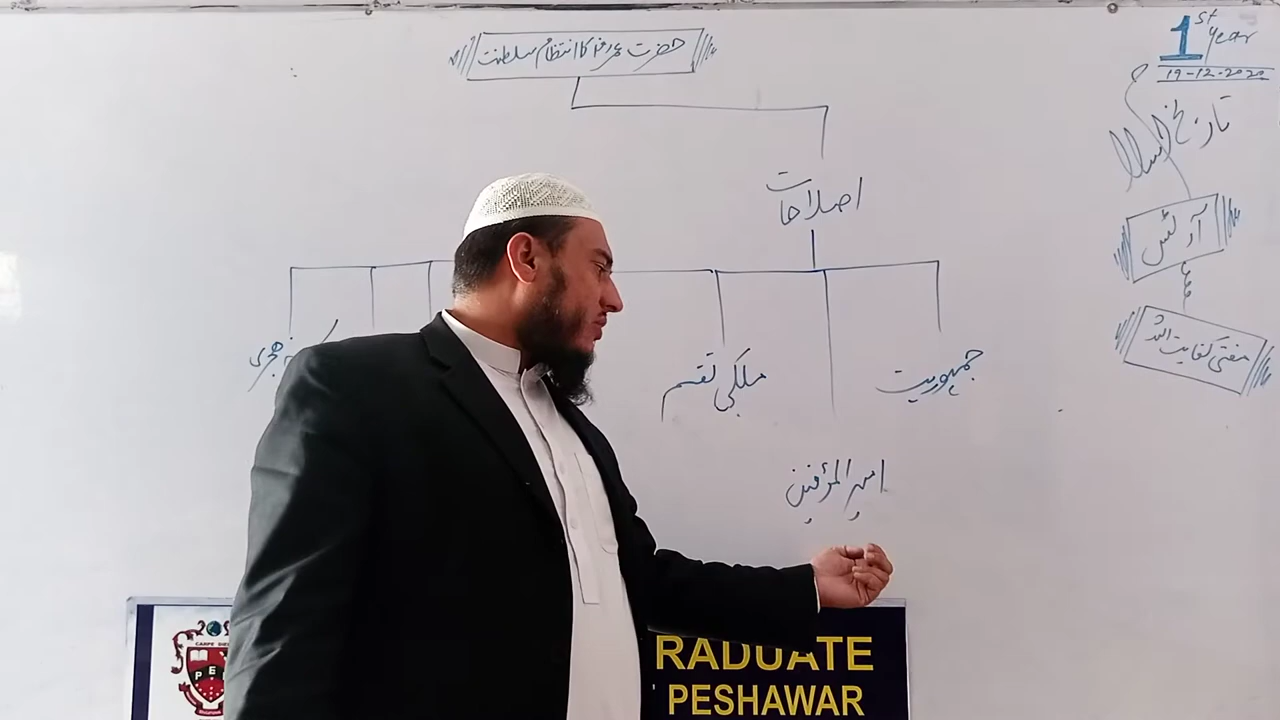 حضرت عمرؓ کا انتظام سلطنت
1st year
19-12-2020
تاریخ اسلام
آرٹس
مفتی کفایت اللہ
اصلاحات
جمہوریت
ملکی تقسیم
ہجری
امیر المؤمنین
RADUATE
PESHAWAR